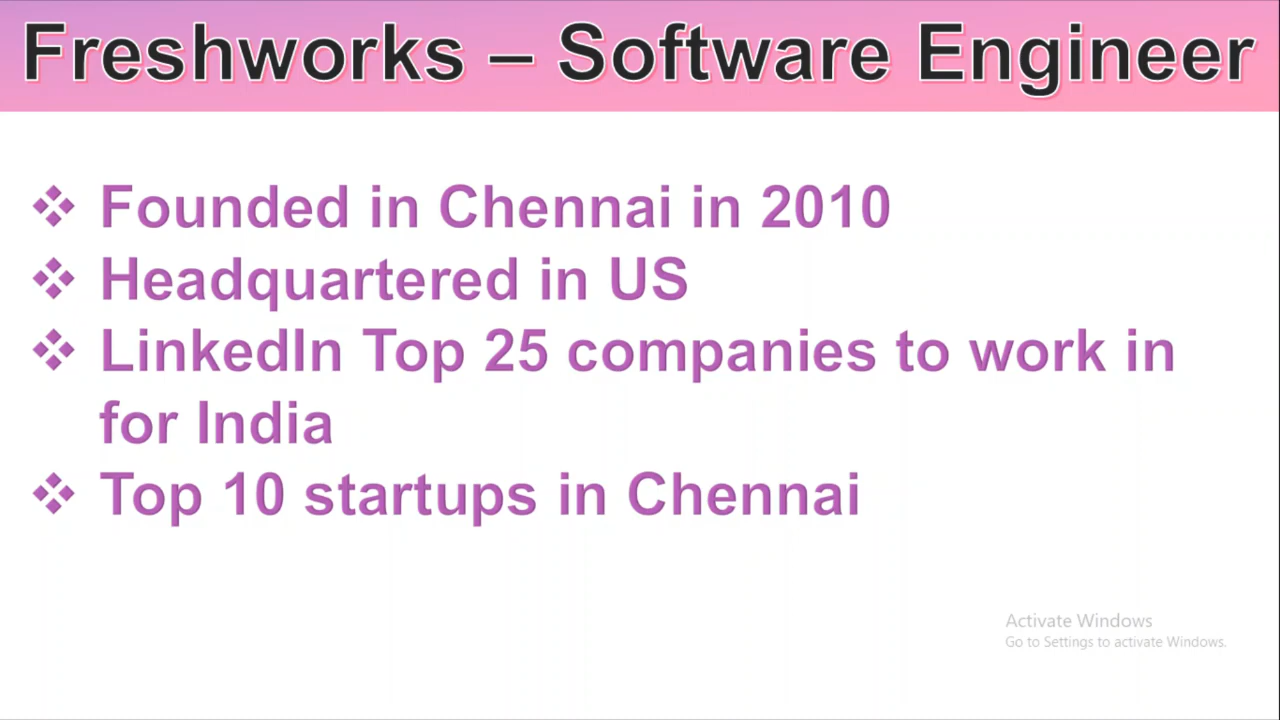 Freshworks – Software Engineer
❖ Founded in Chennai in 2010
❖ Headquartered in US
❖ LinkedIn Top 25 companies to work in
for India
❖ Top 10 startups in Chennai
Activate Windows
Go to Settings to activate Windows.